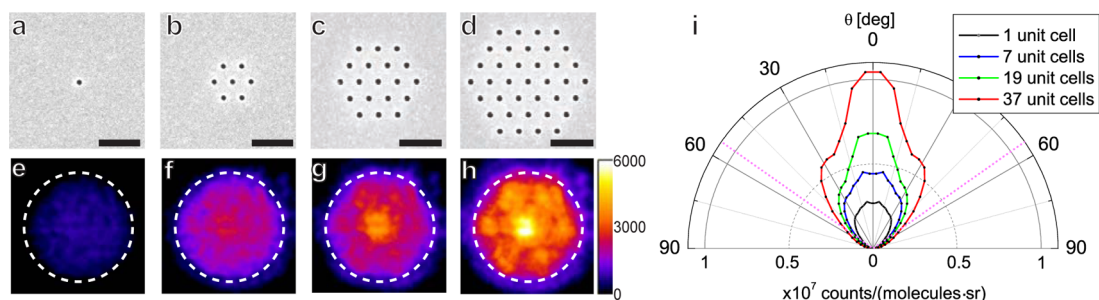 a
b
c
d
e
f
g
h
6000
3000
0
i
θ [deg]
0
30
30
60
60
90
90
1
0.5
0
0.5
1
x10⁷ counts/(molecules·sr)
1 unit cell
7 unit cells
19 unit cells
37 unit cells